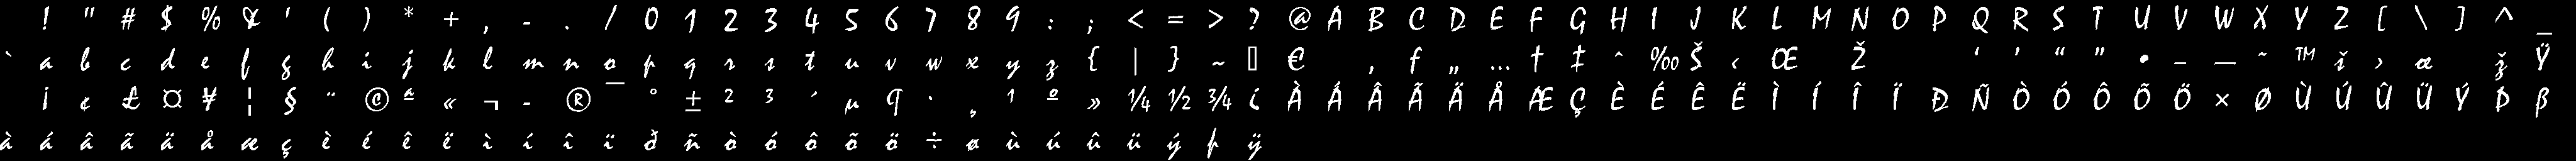 ! " # $ % & ' ( ) * + , - . / 0 1 2 3 4 5 6 7 8 9 : ; < = > ? @ A B C D E F G H I J K L M N O P Q R S T U V W X Y Z [ \ ] ^ _
` a b c d e f g h i j k l m n o p q r s t u v w x y z { | } ~ ▯ € ‚ ƒ „ … † ‡ ˆ ‰ Š ‹ Œ Ž ‘ ’ “ ” • – — ˜ ™ š › œ ž Ÿ
¡ ¢ £ ¤ ¥ ¦ § ¨ © ª « ¬ - ® ¯ ° ± ² ³ ´ µ ¶ · ¸ ¹ º » ¼ ½ ¾ ¿ À Á Â Ã Ä Å Æ Ç È É Ê Ë Ì Í Î Ï Ð Ñ Ò Ó Ô Õ Ö × Ø Ù Ú Û Ü Ý Þ ß
à á â ã ä å æ ç è é ê ë ì í î ï ð ñ ò ó ô õ ö ÷ ø ù ú û ü ý þ ÿ